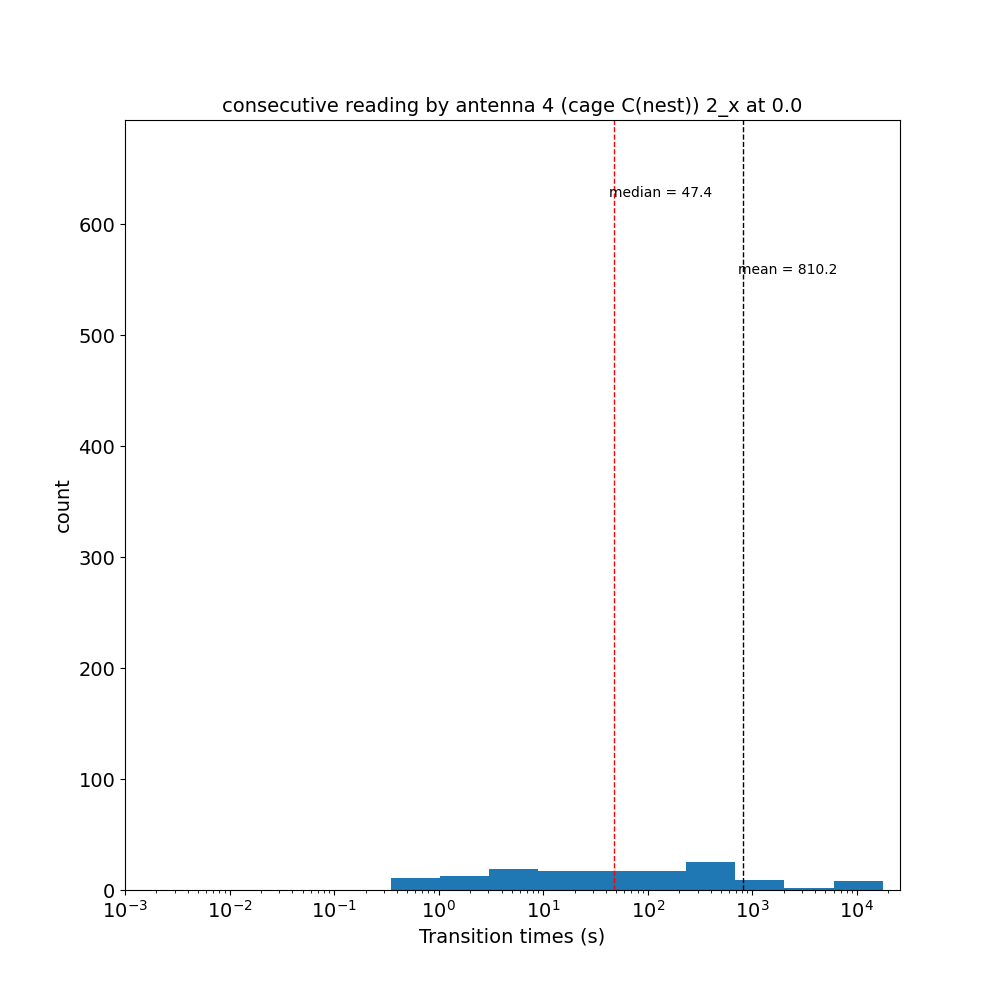 consecutive reading by antenna 4 (cage C(nest)) 2_x at 0.0
median = 47.4
mean = 810.2
600
500
400
300
200
100
0
count
10⁻³ 10⁻² 10⁻¹ 10⁰ 10¹ 10² 10³ 10⁴
Transition times (s)